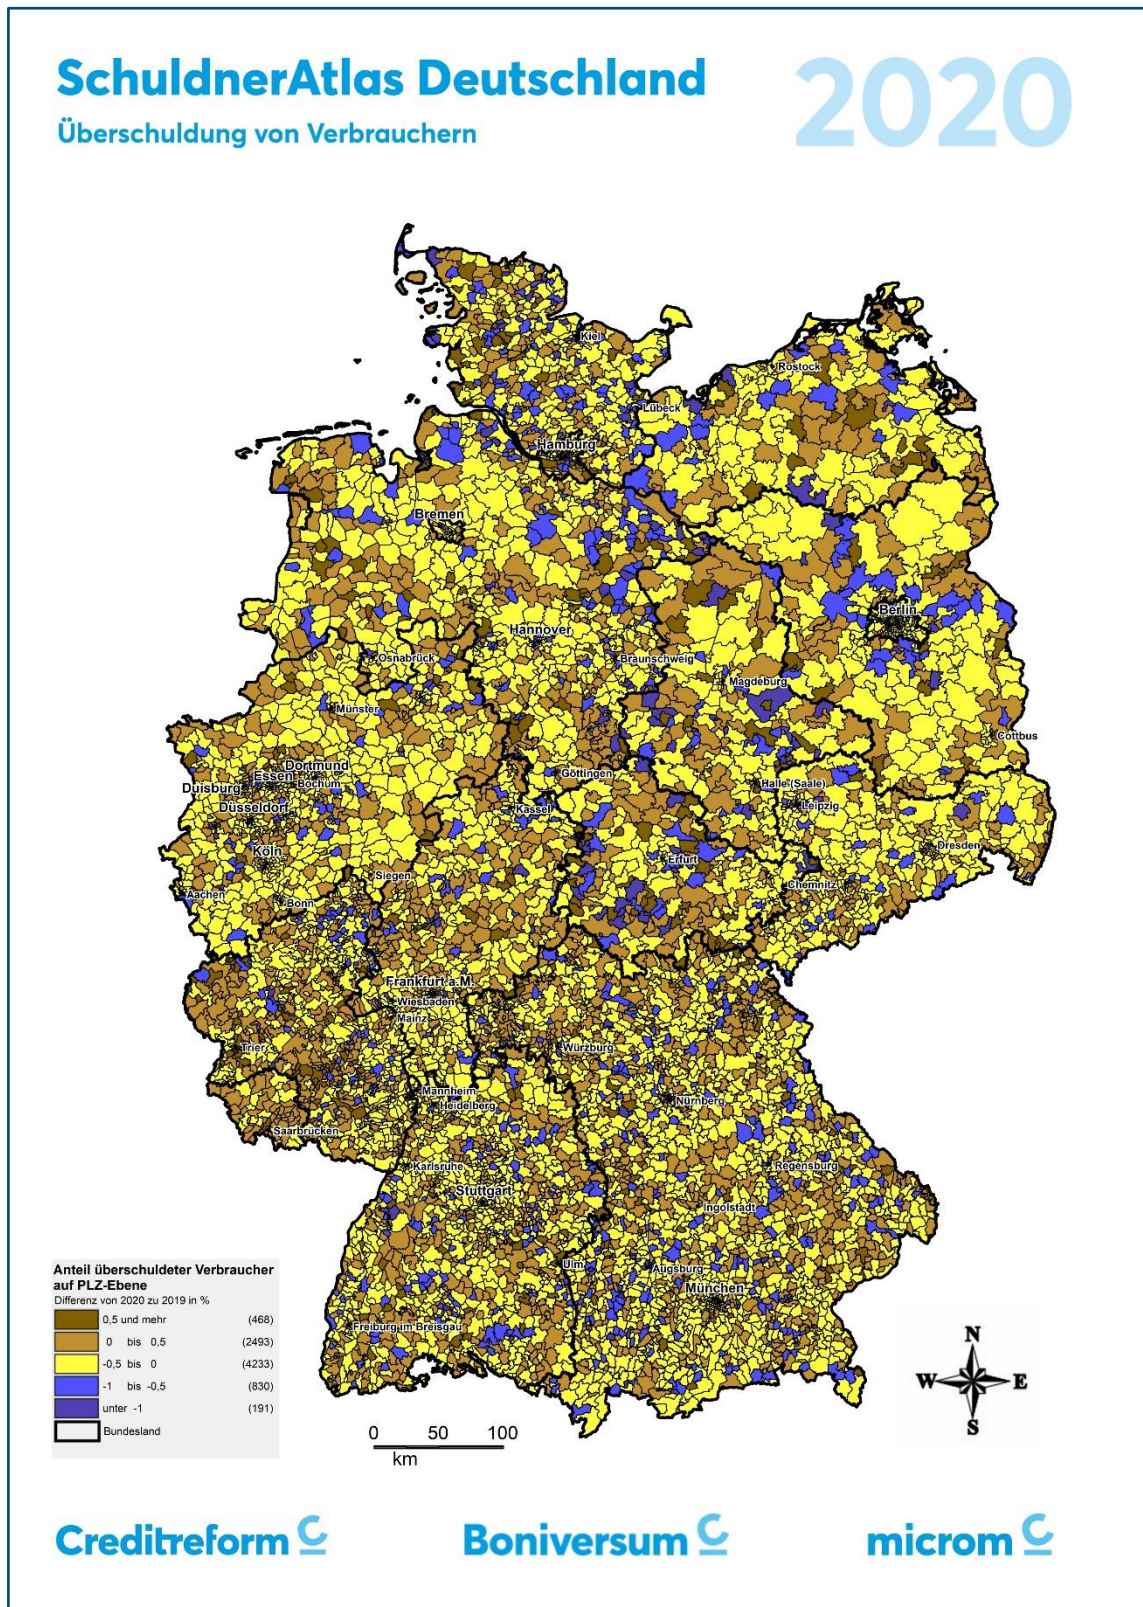 SchuldnerAtlas Deutschland
2020
Überschuldung von Verbrauchern
Kiel
Rostock
Lübeck
Hamburg
Bremen
Berlin
Hannover
Osnabrück
Braunschweig
Magdeburg
Münster
Cottbus
Dortmund
Essen
Bochum
Duisburg
Göttingen
Halle (Saale)
Leipzig
Düsseldorf
Kassel
Dresden
Köln
Erfurt
Siegen
Chemnitz
Aachen
Bonn
Frankfurt a.M.
Wiesbaden
Mainz
Trier
Würzburg
Mannheim
Heidelberg
Nürnberg
Saarbrücken
Karlsruhe
Regensburg
Stuttgart
Ingolstadt
Ulm
Augsburg
München
Freiburg im Breisgau
Anteil überschuldeter Verbraucher
auf PLZ-Ebene
Differenz von 2020 zu 2019 in %
0,5 und mehr (468)
0 bis 0,5 (2493)
-0,5 bis 0 (4233)
-1 bis -0,5 (830)
unter -1 (191)
Bundesland
0 50 100
km
N
W E
S
Creditreform C
Boniversum C
microm C